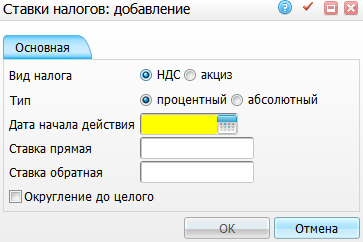 Ставки налогов: добавление
Основная
Вид налога НДС акциз
Тип процентный абсолютный
Дата начала действия
Ставка прямая
Ставка обратная
Округление до целого
ОК Отмена